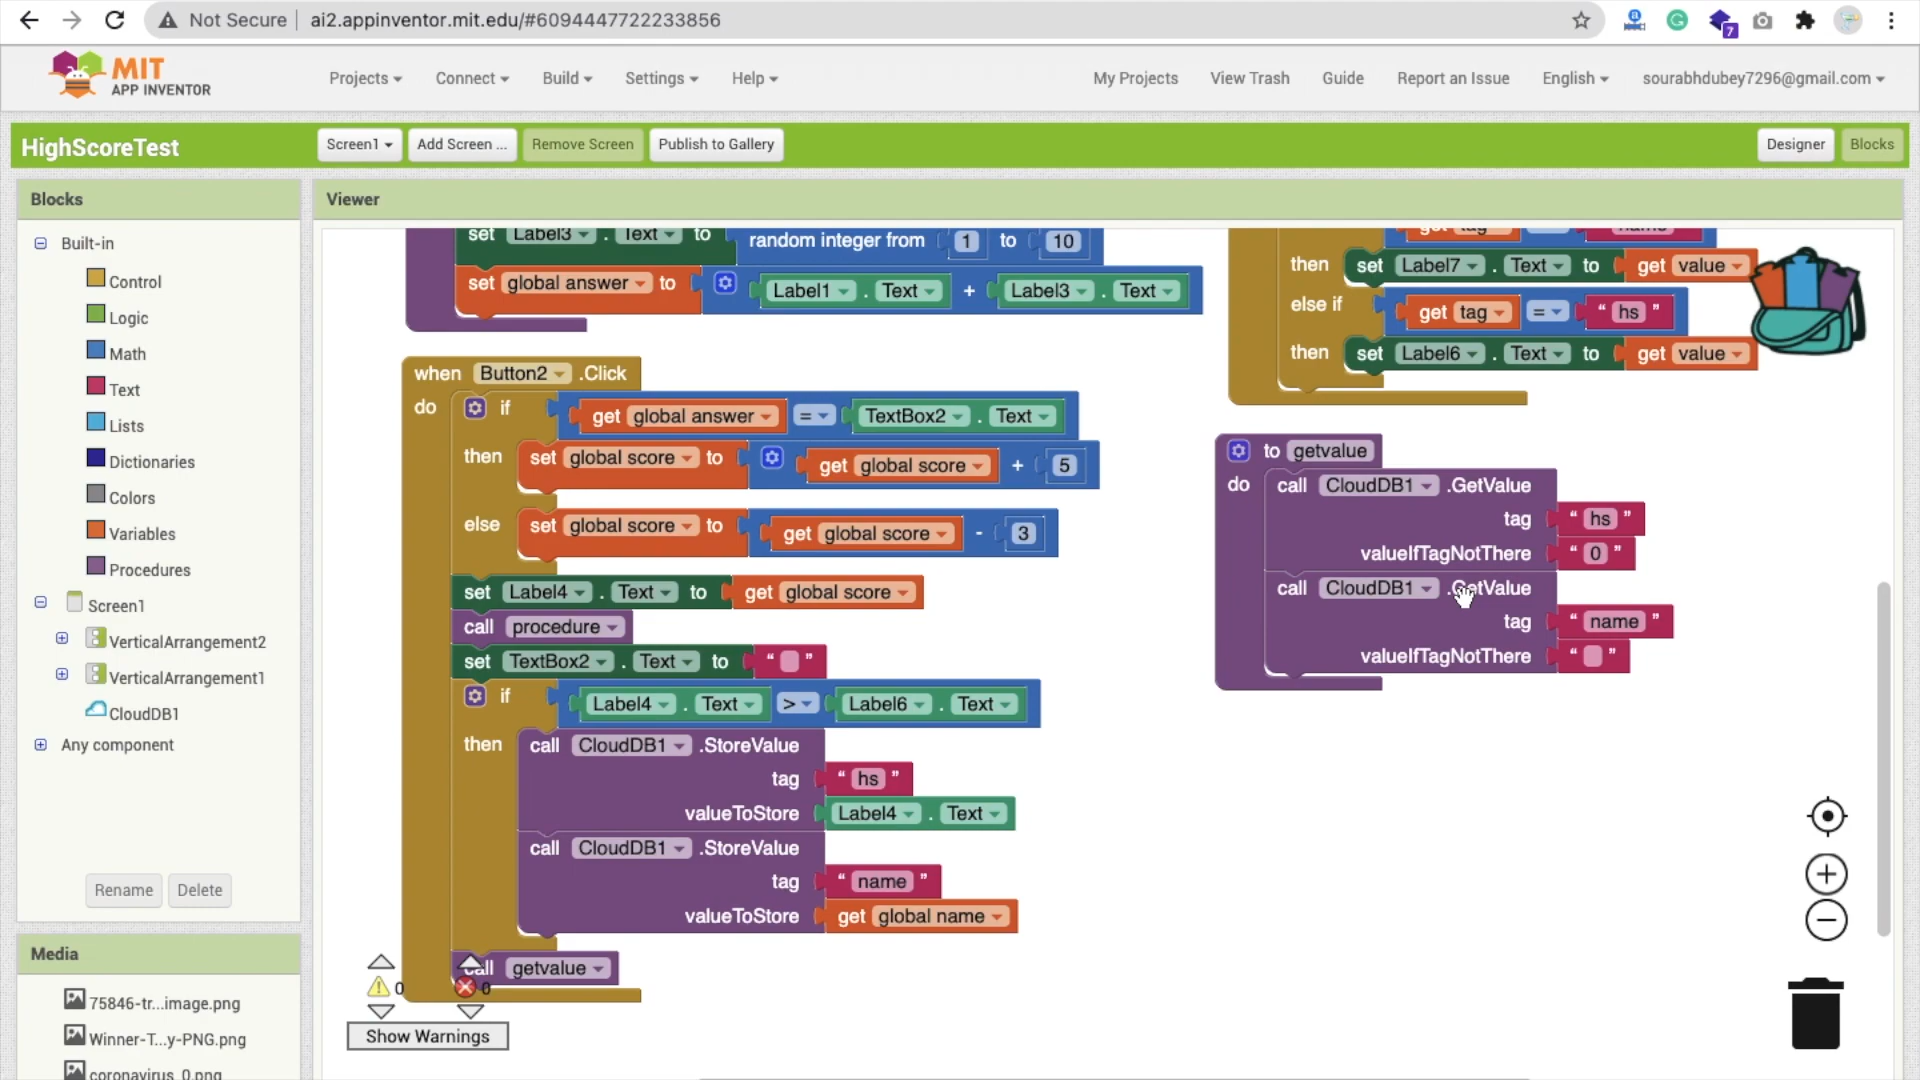 Not Secure | ai2.appinventor.mit.edu/#6094447722233856
7
MIT
APP INVENTOR
Projects Connect Build Settings Help My Projects View Trash Guide Report an Issue English sourabhdubey7296@gmail.com
HighScoreTest Screen1 Add Screen ... Remove Screen Publish to Gallery Designer Blocks
Blocks
Built-in
Control
Logic
Math
Text
Lists
Dictionaries
Colors
Variables
Procedures
Screen1
VerticalArrangement2
VerticalArrangement1
CloudDB1
Any component
Rename Delete
Media
75846-tr...image.png
Winner-T...y-PNG.png
coronavirus_0.png
Viewer
set Label3 . Text to random integer from 1 to 10
set global answer to Label1 . Text + Label3 . Text
when Button2 .Click
do if get global answer = TextBox2 . Text
then set global score to get global score + 5
else set global score to get global score - 3
set Label4 . Text to get global score
call procedure
set TextBox2 . Text to “ ”
if Label4 . Text > Label6 . Text
then call CloudDB1 .StoreValue
tag “ hs ”
valueToStore Label4 . Text
call CloudDB1 .StoreValue
tag “ name ”
valueToStore get global name
call getvalue
0 0
Show Warnings
get tag = name
then set Label7 . Text to get value
else if get tag = “ hs ”
then set Label6 . Text to get value
to getvalue
do call CloudDB1 .GetValue
tag “ hs ”
valueIfTagNotThere “ 0 ”
call CloudDB1 .GetValue
tag “ name ”
valueIfTagNotThere “ ”